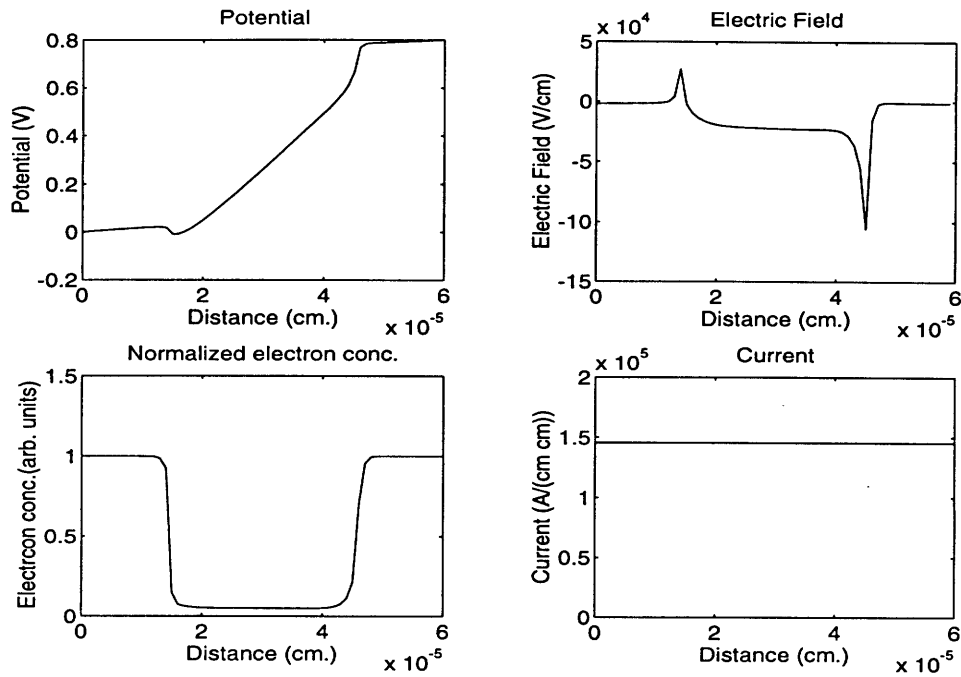 Potential
Potential (V)
0.8
0.6
0.4
0.2
0
-0.2
0
2
4
6
Distance (cm.)
x 10-5
Electric Field
x 10 4
Electric Field (V/cm)
5
0
-5
-10
-15
0
2
4
6
Distance (cm.)
x 10-5
Normalized electron conc.
Electrcon conc.(arb. units)
1.5
1
0.5
0
0
2
4
6
Distance (cm.)
x 10-5
Current
x 10 5
Current (A/(cm cm))
2
1.5
1
0.5
0
0
2
4
6
Distance (cm.)
x 10-5